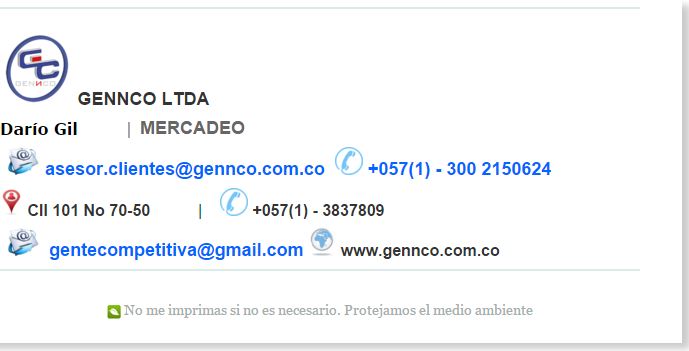 GC
GENNCO
GENNCO LTDA
Darío Gil | MERCADEO
asesor.clientes@gennco.com.co +057(1) - 300 2150624
Cll 101 No 70-50 | +057(1) - 3837809
gentecompetitiva@gmail.com www.gennco.com.co
No me imprimas si no es necesario. Protejamos el medio ambiente